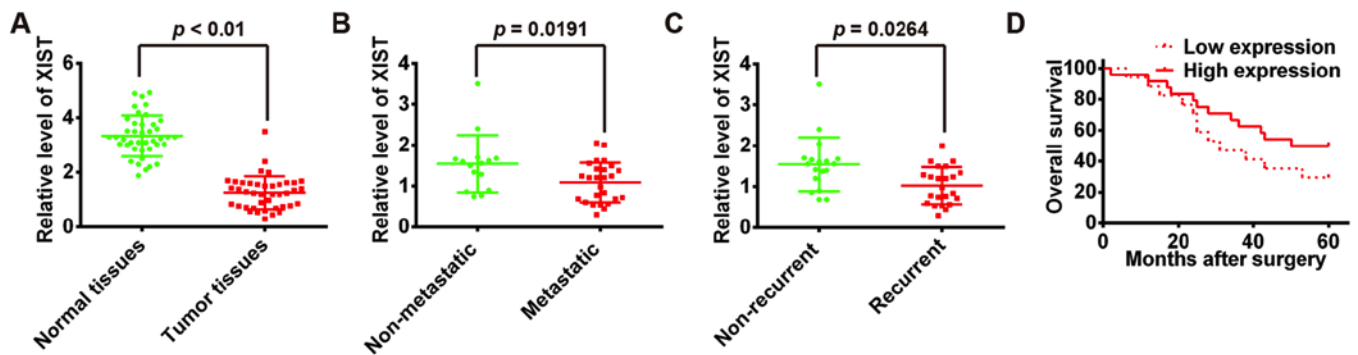 A
p < 0.01
Relative level of XIST
6
4
2
0
Normal tissues
Tumor tissues
B
p = 0.0191
Relative level of XIST
4
3
2
1
0
Non-metastatic
Metastatic
C
p = 0.0264
Relative level of XIST
4
3
2
1
0
Non-recurrent
Recurrent
D
Low expression
High expression
Overall survival
100
80
60
40
20
0
0
20
40
60
Months after surgery